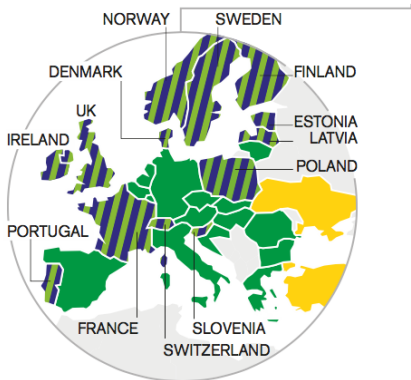 NORWAY
SWEDEN
DENMARK
FINLAND
UK
ESTONIA
IRELAND
LATVIA
POLAND
PORTUGAL
FRANCE
SLOVENIA
SWITZERLAND